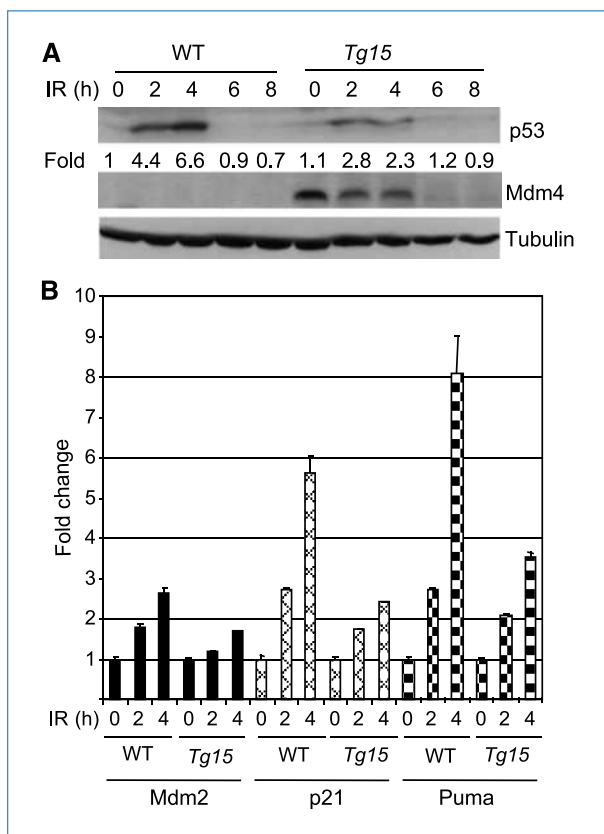 A
WT Tg15
IR (h) 0 2 4 6 8 0 2 4 6 8
p53
Fold 1 4.4 6.6 0.9 0.7 1.1 2.8 2.3 1.2 0.9
Mdm4
Tubulin
B
10
9
8
7
6
5
4
3
2
1
Fold change
IR (h) 0 2 4 0 2 4 0 2 4 0 2 4 0 2 4 0 2 4
WT Tg15 WT Tg15 WT Tg15
Mdm2 p21 Puma